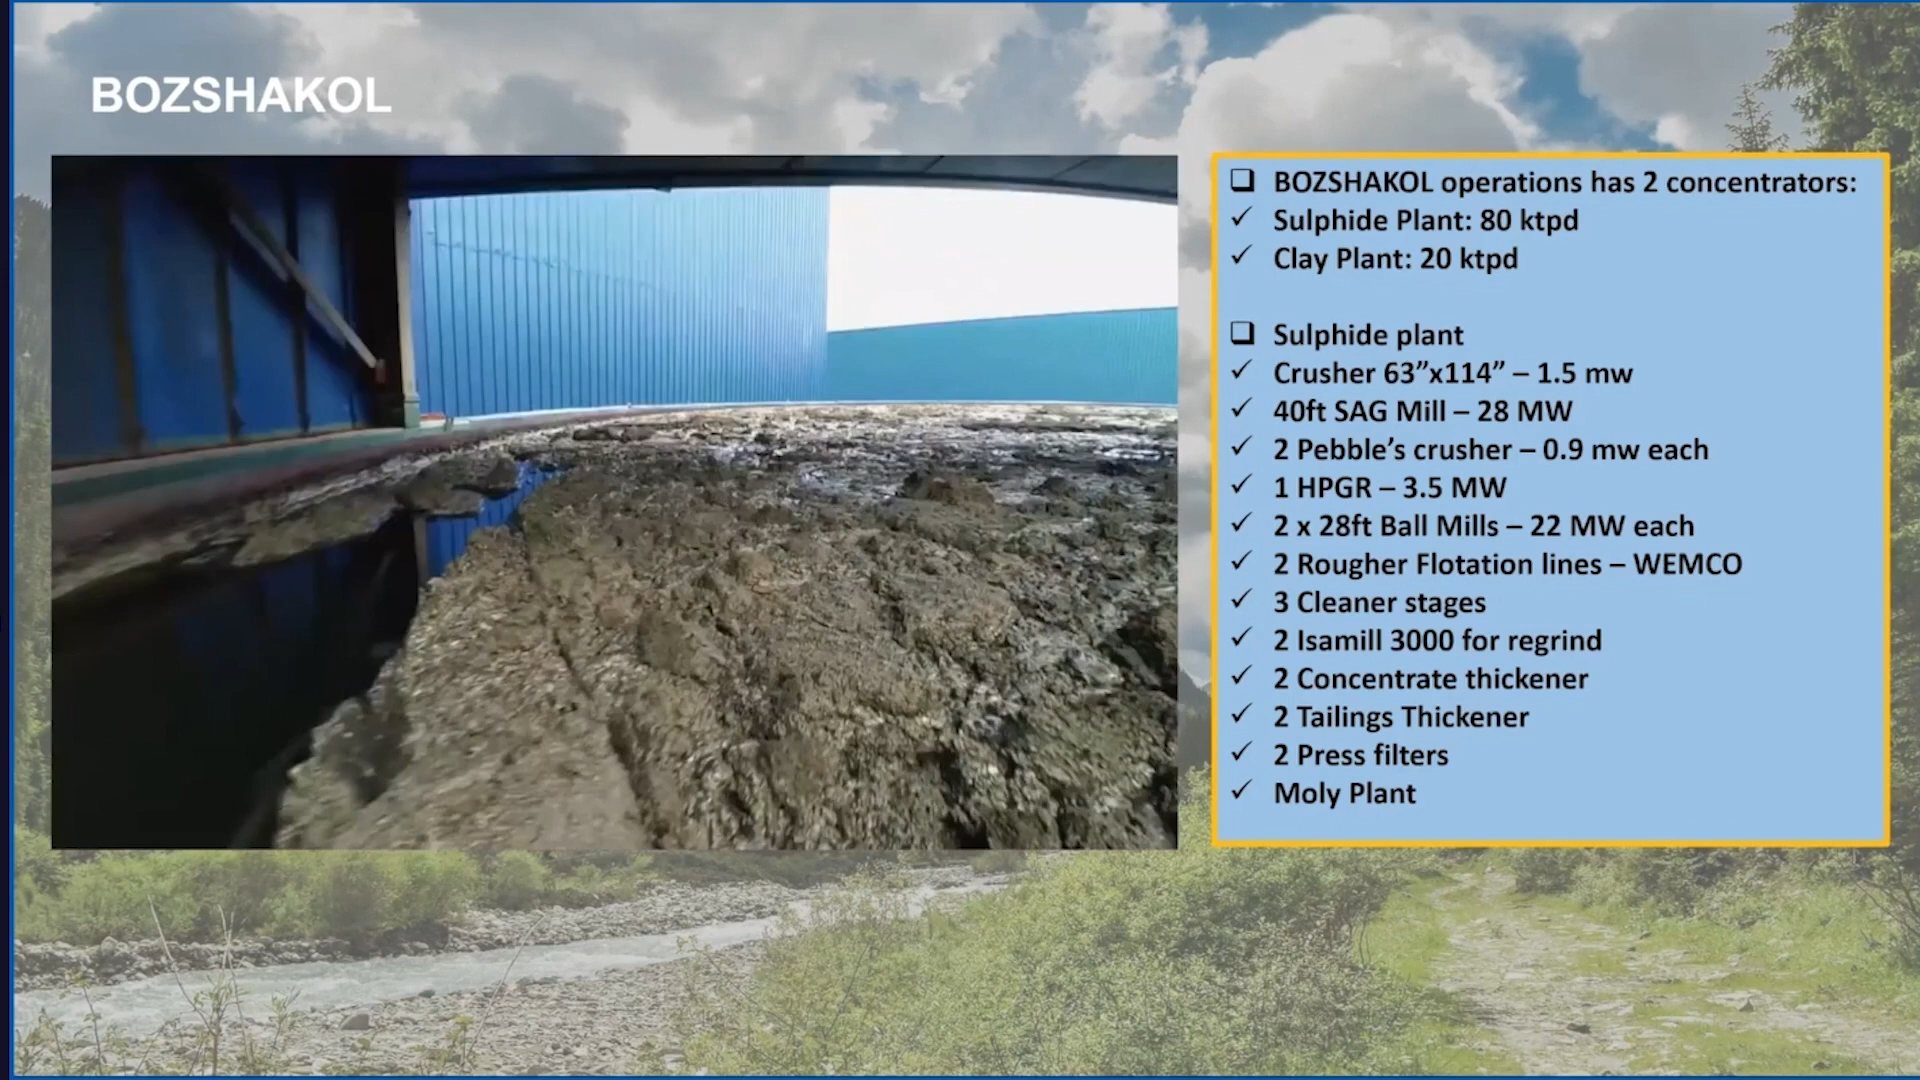 BOZSHAKOL
❑ BOZSHAKOL operations has 2 concentrators:
✓ Sulphide Plant: 80 ktpd
✓ Clay Plant: 20 ktpd
❑ Sulphide plant
✓ Crusher 63”x114” – 1.5 mw
✓ 40ft SAG Mill – 28 MW
✓ 2 Pebble’s crusher – 0.9 mw each
✓ 1 HPGR – 3.5 MW
✓ 2 x 28ft Ball Mills – 22 MW each
✓ 2 Rougher Flotation lines – WEMCO
✓ 3 Cleaner stages
✓ 2 Isamill 3000 for regrind
✓ 2 Concentrate thickener
✓ 2 Tailings Thickener
✓ 2 Press filters
✓ Moly Plant